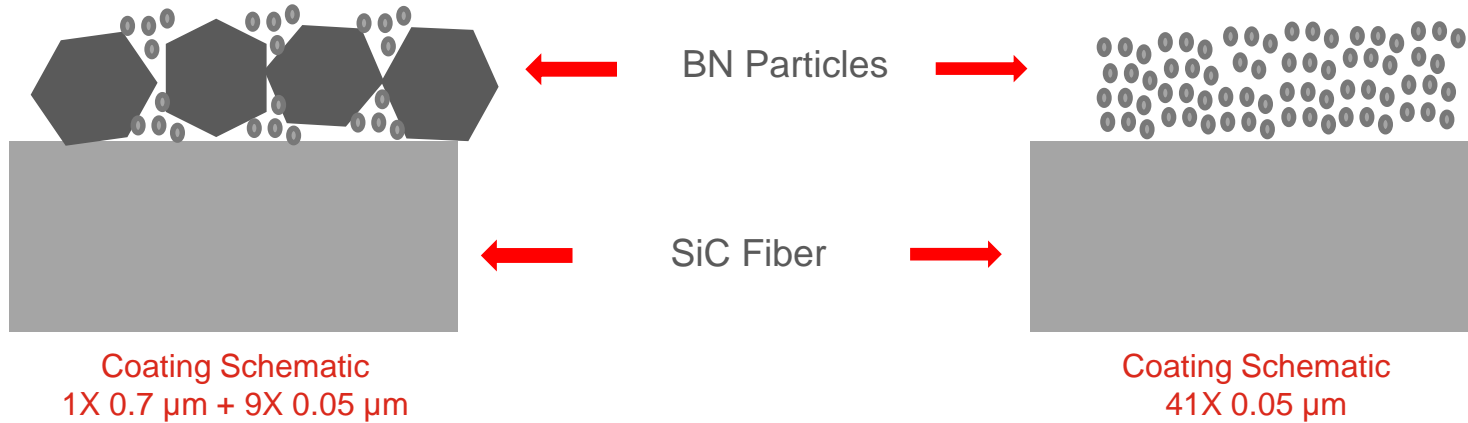 BN Particles
SiC Fiber
Coating Schematic
1X 0.7 μm + 9X 0.05 μm
Coating Schematic
41X 0.05 μm